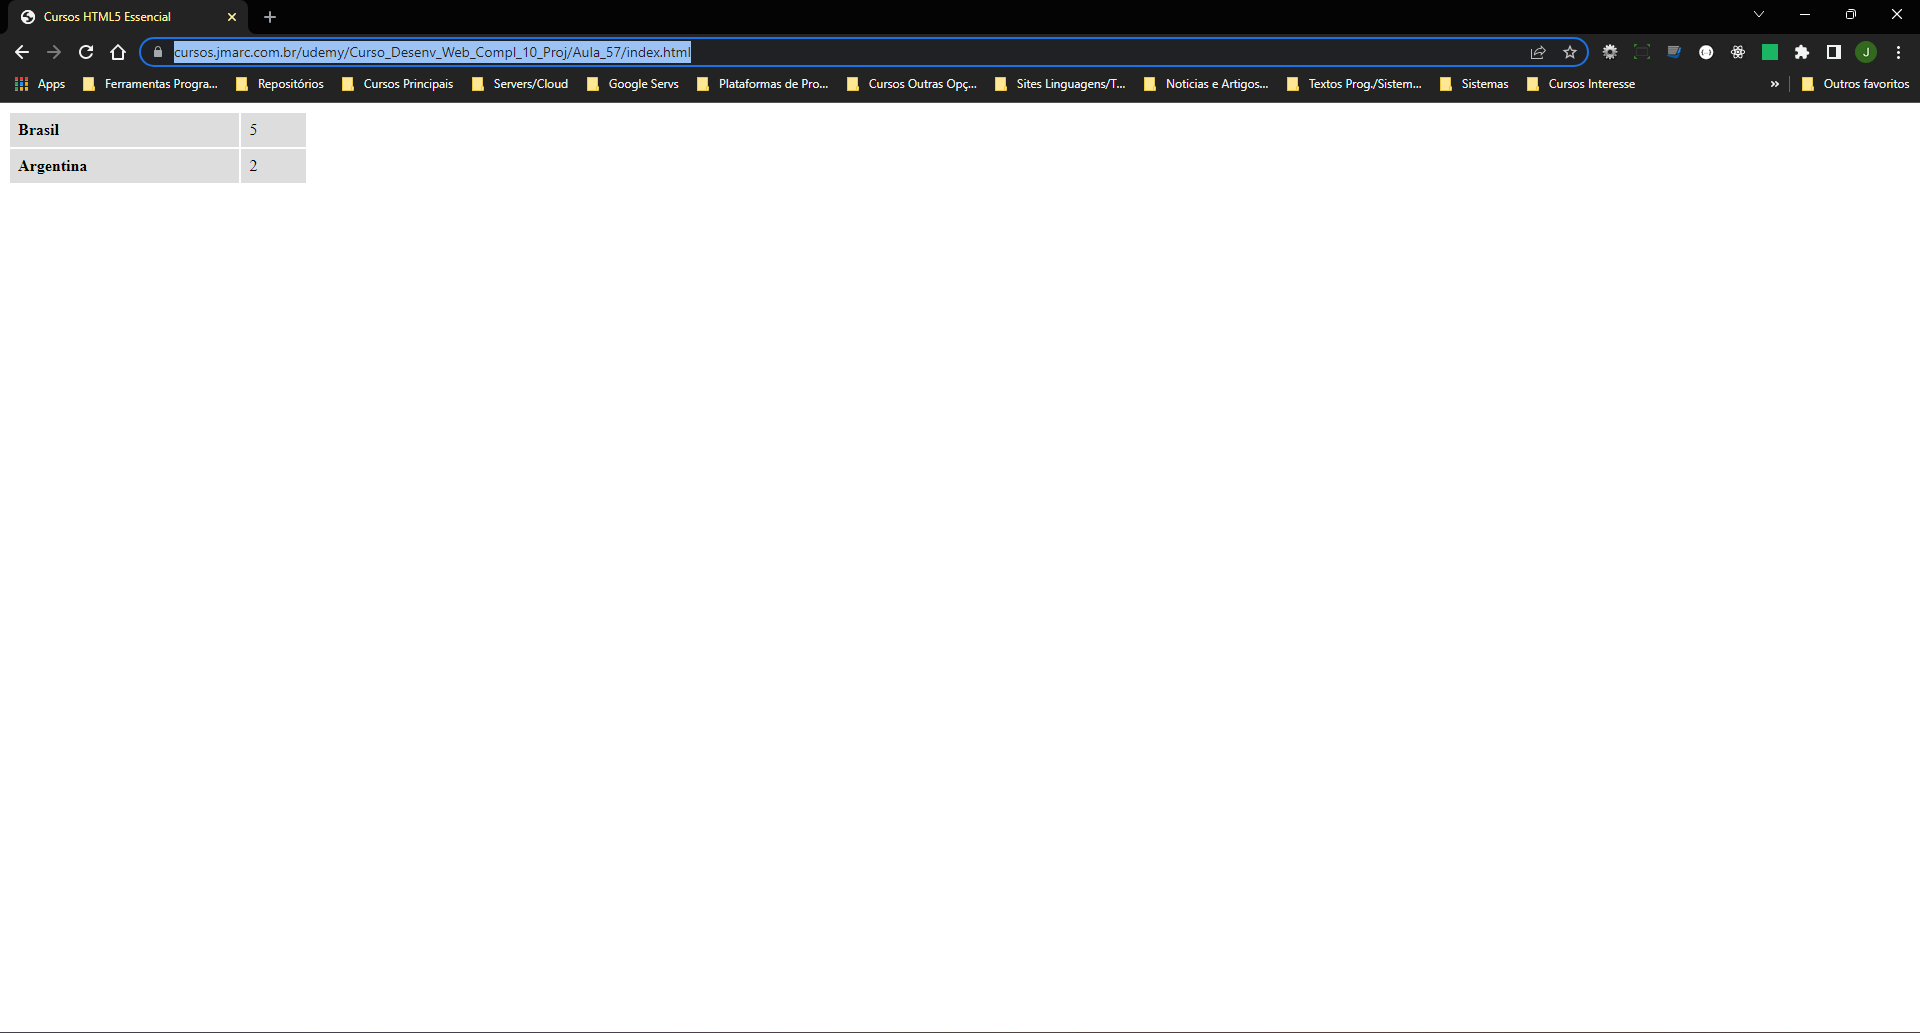 Cursos HTML5 Essencial
cursos.jmarc.com.br/udemy/Curso_Desenv_Web_Compl_10_Proj/Aula_57/index.html
J
Apps Ferramentas Progra... Repositórios Cursos Principais Servers/Cloud Google Servs Plataformas de Pro... Cursos Outras Opç... Sites Linguagens/T... Noticias e Artigos... Textos Prog./Sistem... Sistemas Cursos Interesse » Outros favoritos
Brasil 5
Argentina 2